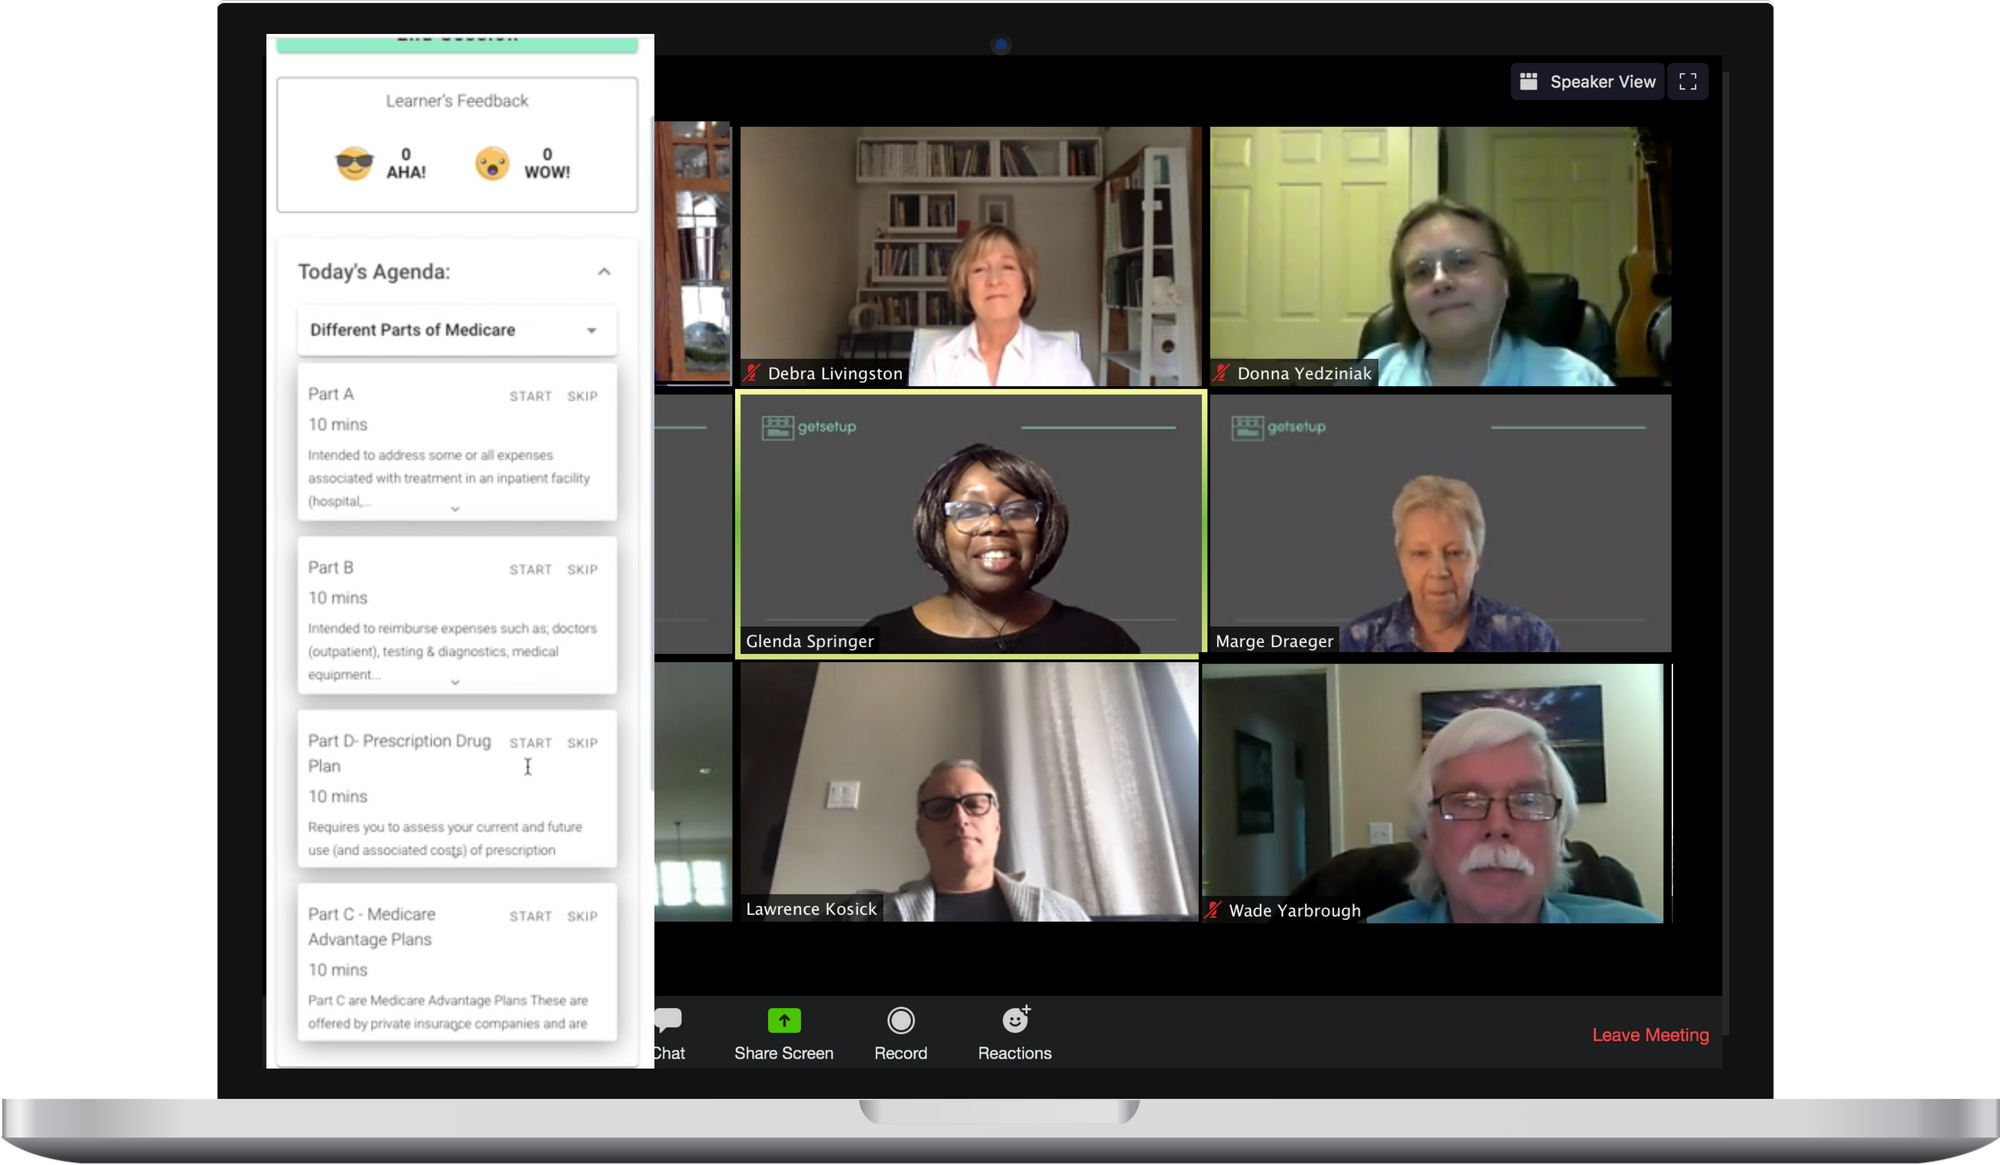 End Session
Learner's Feedback
0
AHA!
0
WOW!
Today's Agenda:
Different Parts of Medicare
Part A
START SKIP
10 mins
Intended to address some or all expenses
associated with treatment in an inpatient facility
(hospital,...
Part B
START SKIP
10 mins
Intended to reimburse expenses such as; doctors
(outpatient), testing & diagnostics, medical
equipment...
Part D- Prescription Drug
Plan
START SKIP
10 mins
Requires you to assess your current and future
use (and associated costs) of prescription
Part C - Medicare
Advantage Plans
START SKIP
10 mins
Part C are Medicare Advantage Plans These are
offered by private insurance companies and are
Speaker View
Debra Livingston
Donna Yedziniak
getsetup
Glenda Springer
getsetup
Marge Draeger
Lawrence Kosick
Wade Yarbrough
Chat
Share Screen
Record
Reactions
Leave Meeting